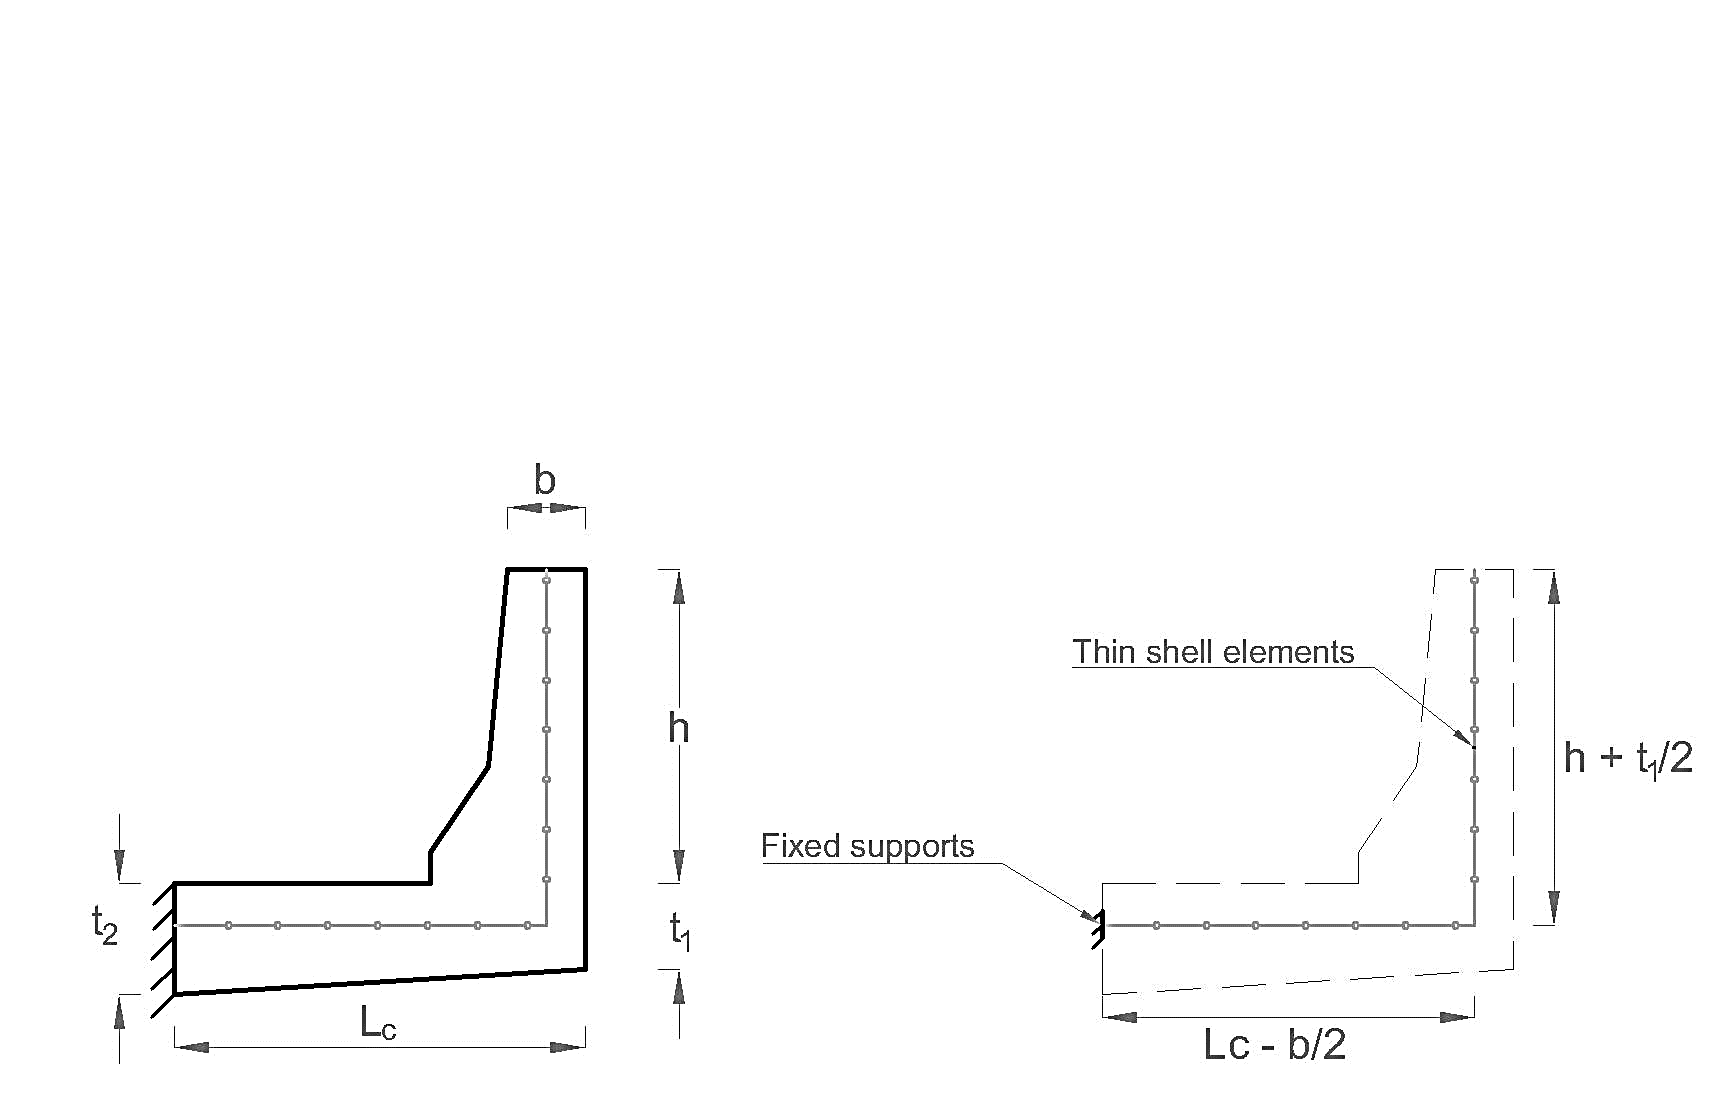 b
h
t₂
t₁
Lc
Thin shell elements
Fixed supports
h + t₁/2
Lc - b/2